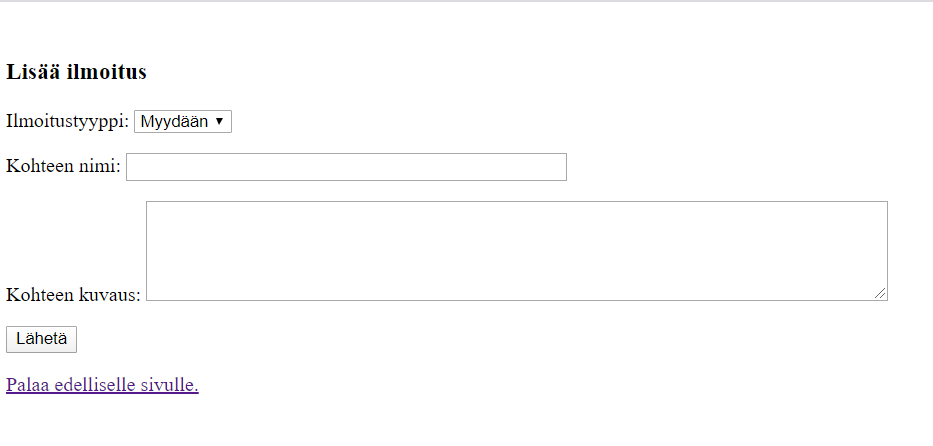 Lisää ilmoitus
Ilmoitustyyppi: Myydään
Kohteen nimi:
Kohteen kuvaus:
Lähetä
Palaa edelliselle sivulle.